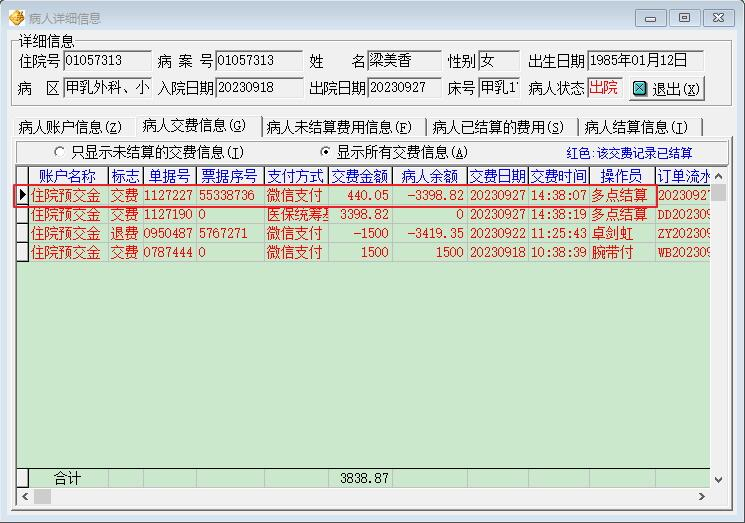 病人详细信息
详细信息
住院号 01057313 病案号 01057313 姓名 梁美香 性别 女 出生日期 1985年01月12日
病区 甲乳外科、小 入院日期 20230918 出院日期 20230927 床号 甲乳1 病人状态 出院 退出(X)
病人账户信息(Z) 病人交费信息(G) 病人未结算费用信息(F) 病人已结算的费用(S) 病人结算信息(I)
只显示未结算的交费信息(T) 显示所有交费信息(A) 红色:该交费记录已结算
账户名称 标志 单据号 票据序号 支付方式 交费金额 病人余额 交费日期 交费时间 操作员 订单流水
住院预交金 交费 1127227 55338736 微信支付 440.05 -3398.82 20230927 14:38:07 多点结算 20230927
住院预交金 交费 1127190 0 医保统筹基 3398.82 0 20230927 14:38:19 多点结算 DD202309
住院预交金 退费 0950487 5767271 微信支付 -1500 -3419.35 20230922 11:25:43 卓剑虹 ZY202309
住院预交金 交费 0787444 0 微信支付 1500 1500 20230918 10:38:39 腕带付 WB202309
合计 3838.87